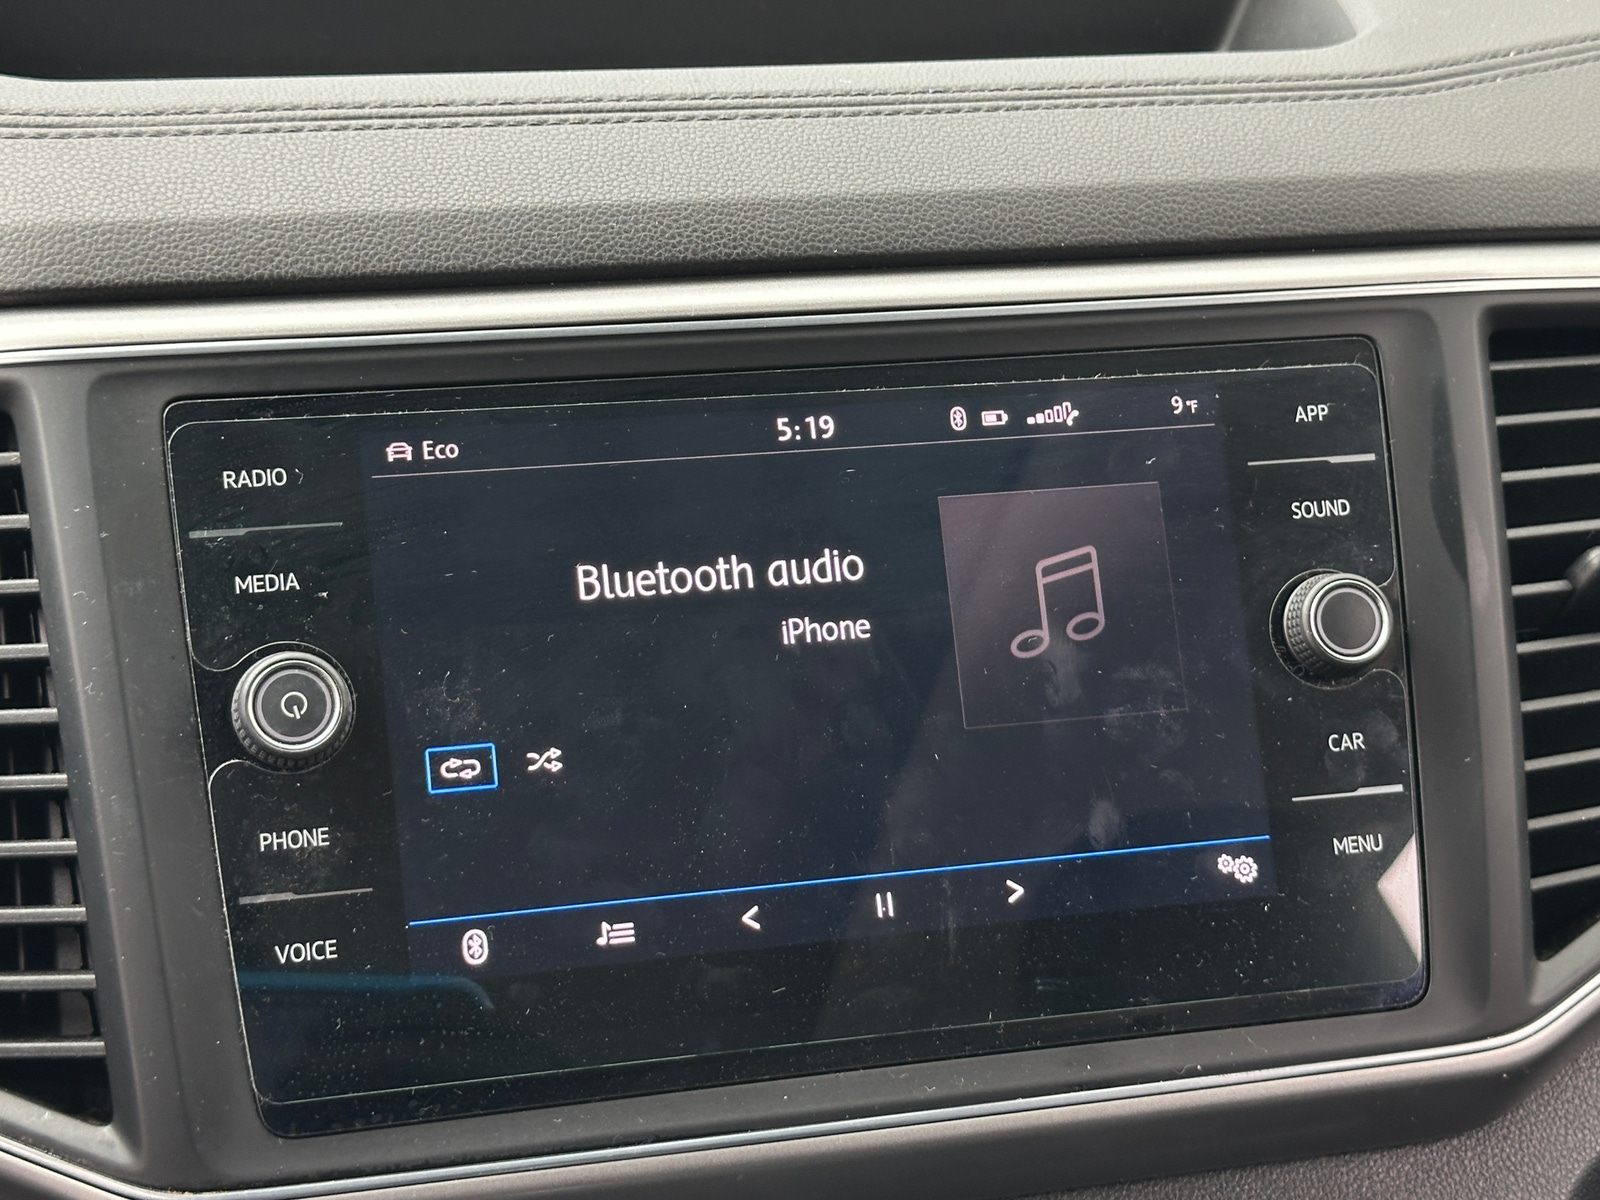 Eco
5:19
9°F
Bluetooth audio
iPhone
RADIO
MEDIA
PHONE
VOICE
APP
SOUND
CAR
MENU